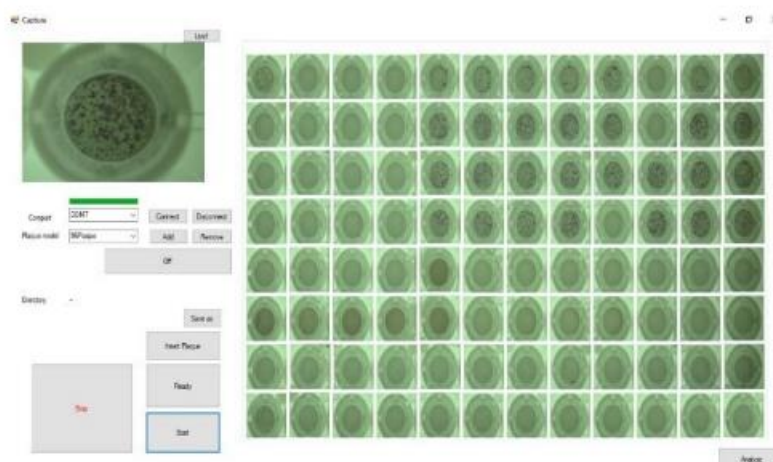 Capture
Load
Comport
COM7
Connect
Disconnect
Plaque model
96Plaque
Add
Remove
Off
Directory
Save as
Insert Plaque
Ready
Stop
Start
Analysis